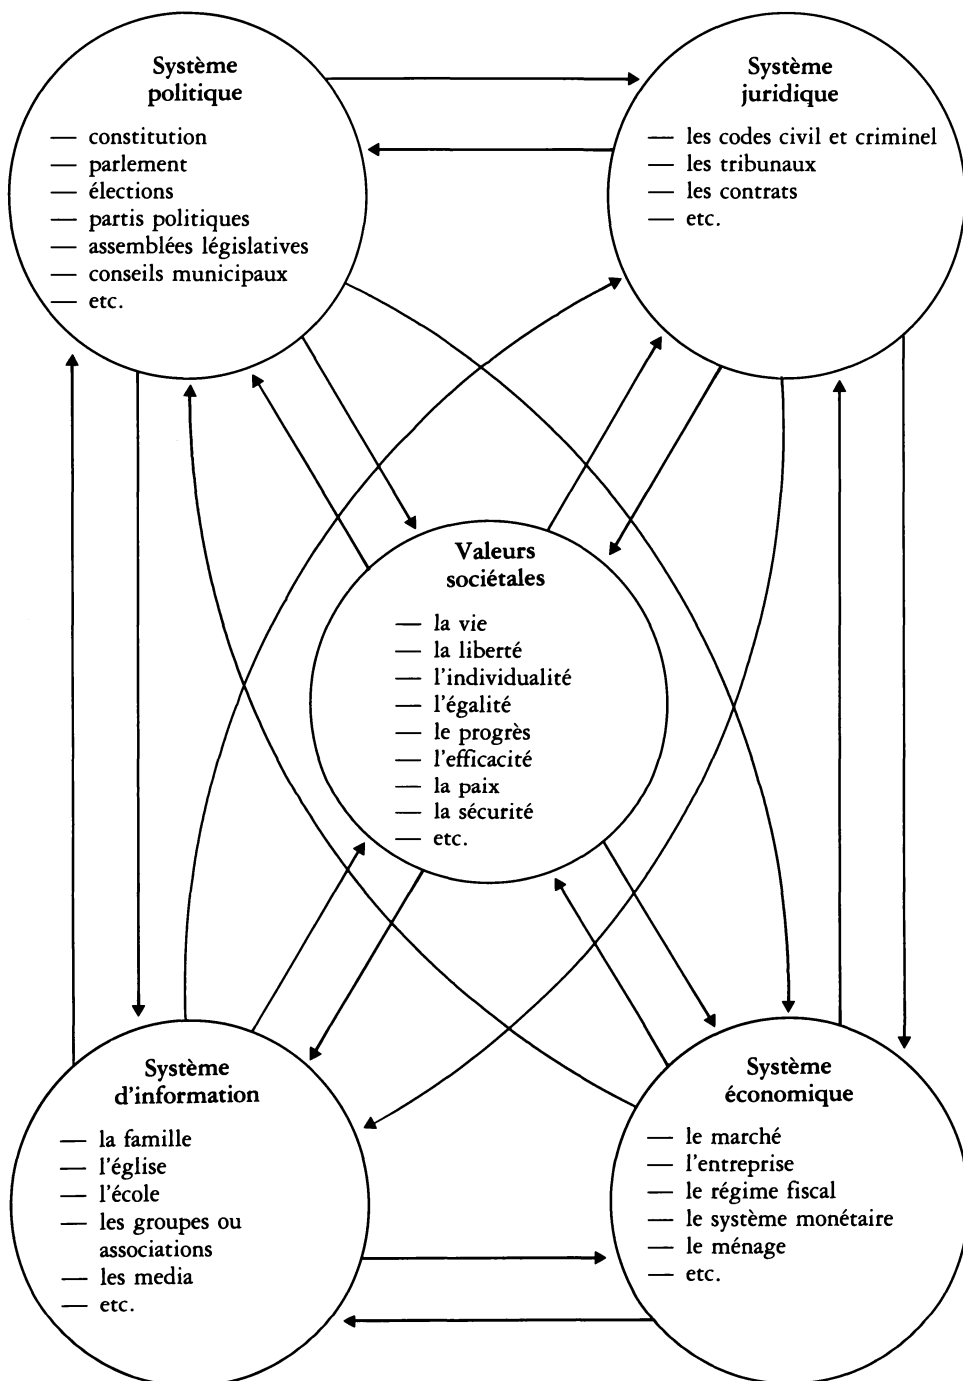 Système
politique
— constitution
— parlement
— élections
— partis politiques
— assemblées législatives
— conseils municipaux
— etc.
Système
juridique
— les codes civil et criminel
— les tribunaux
— les contrats
— etc.
Valeurs
sociétales
— la vie
— la liberté
— l'individualité
— l'égalité
— le progrès
— l'efficacité
— la paix
— la sécurité
— etc.
Système
d'information
— la famille
— l'église
— l'école
— les groupes ou
associations
— les media
— etc.
Système
économique
— le marché
— l'entreprise
— le régime fiscal
— le système monétaire
— le ménage
— etc.